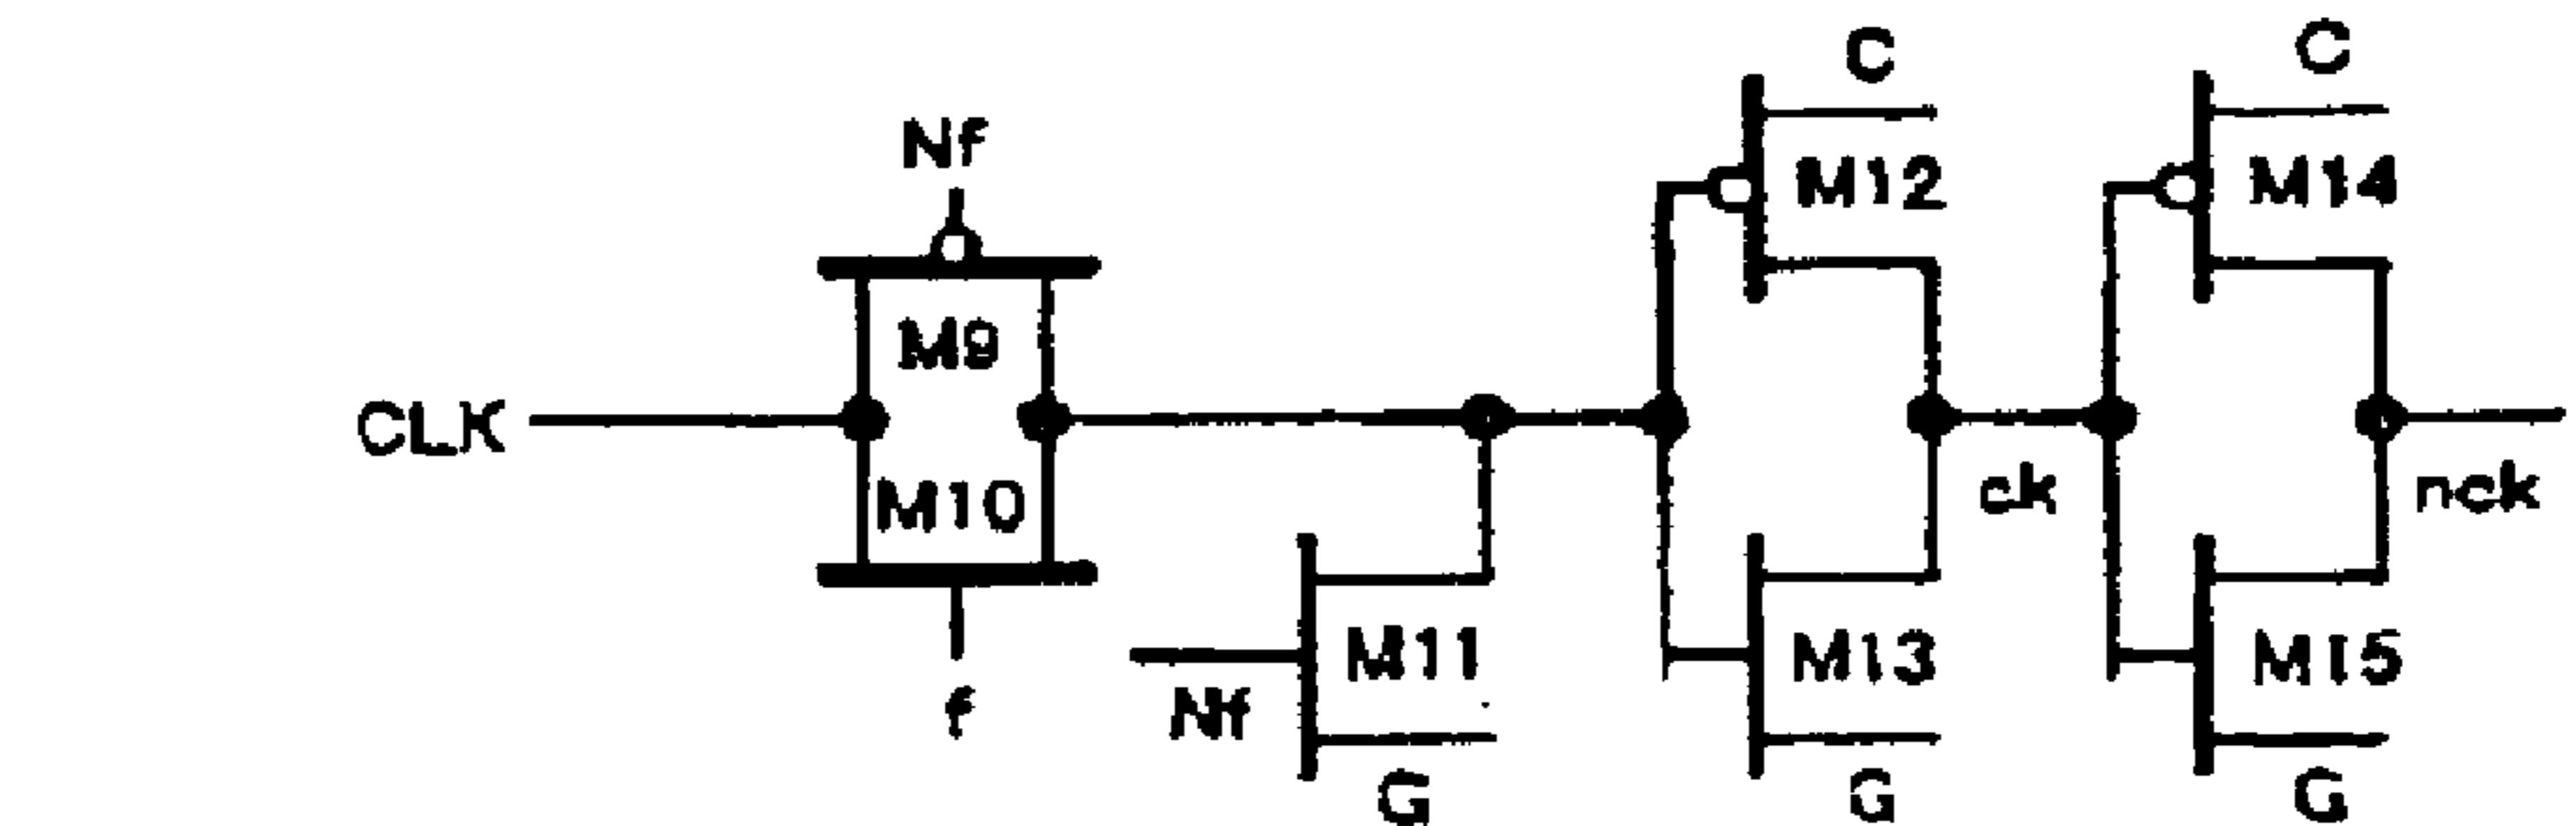 C C
Nf M12 M14
M9
CLK
M10 ck nck
M11 M13 M15
f Nf
G G G